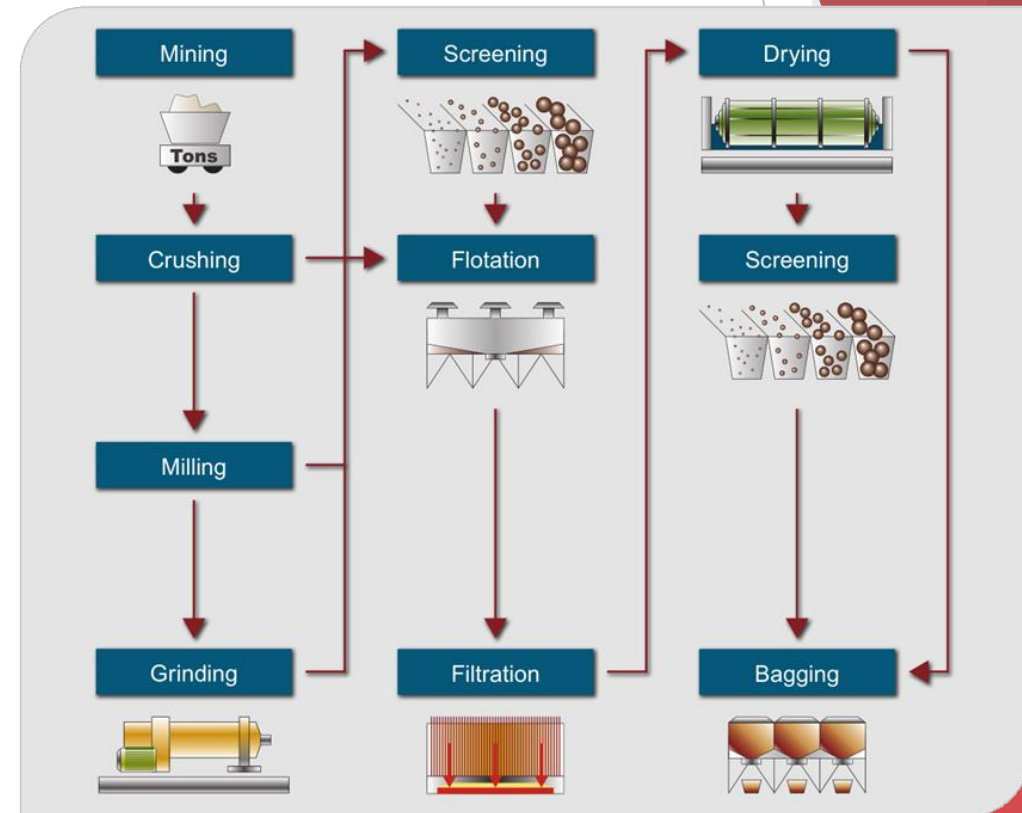 Mining
Tons
Crushing
Milling
Grinding
Screening
Flotation
Filtration
Drying
Screening
Bagging